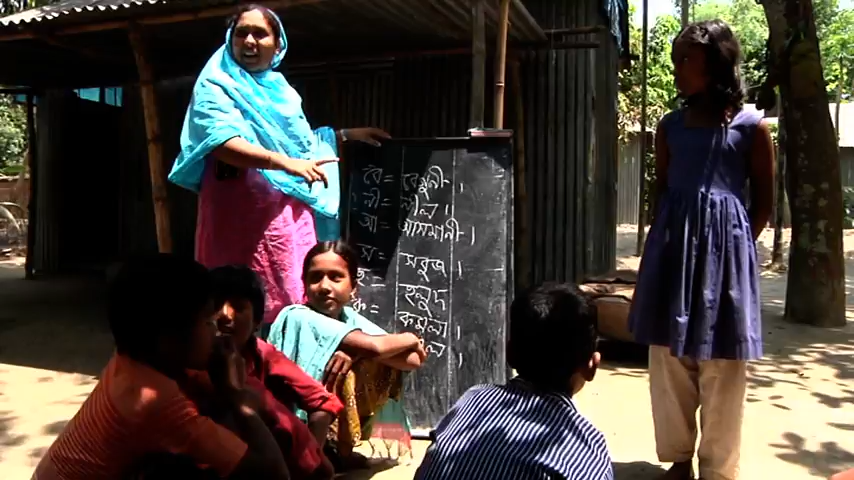 বে = বেগুনী ।
নী = নীল ।
আ = আসমানী ।
স = সবুজ ।
হ = হলুদ
ক = কমলা ।
ল ।